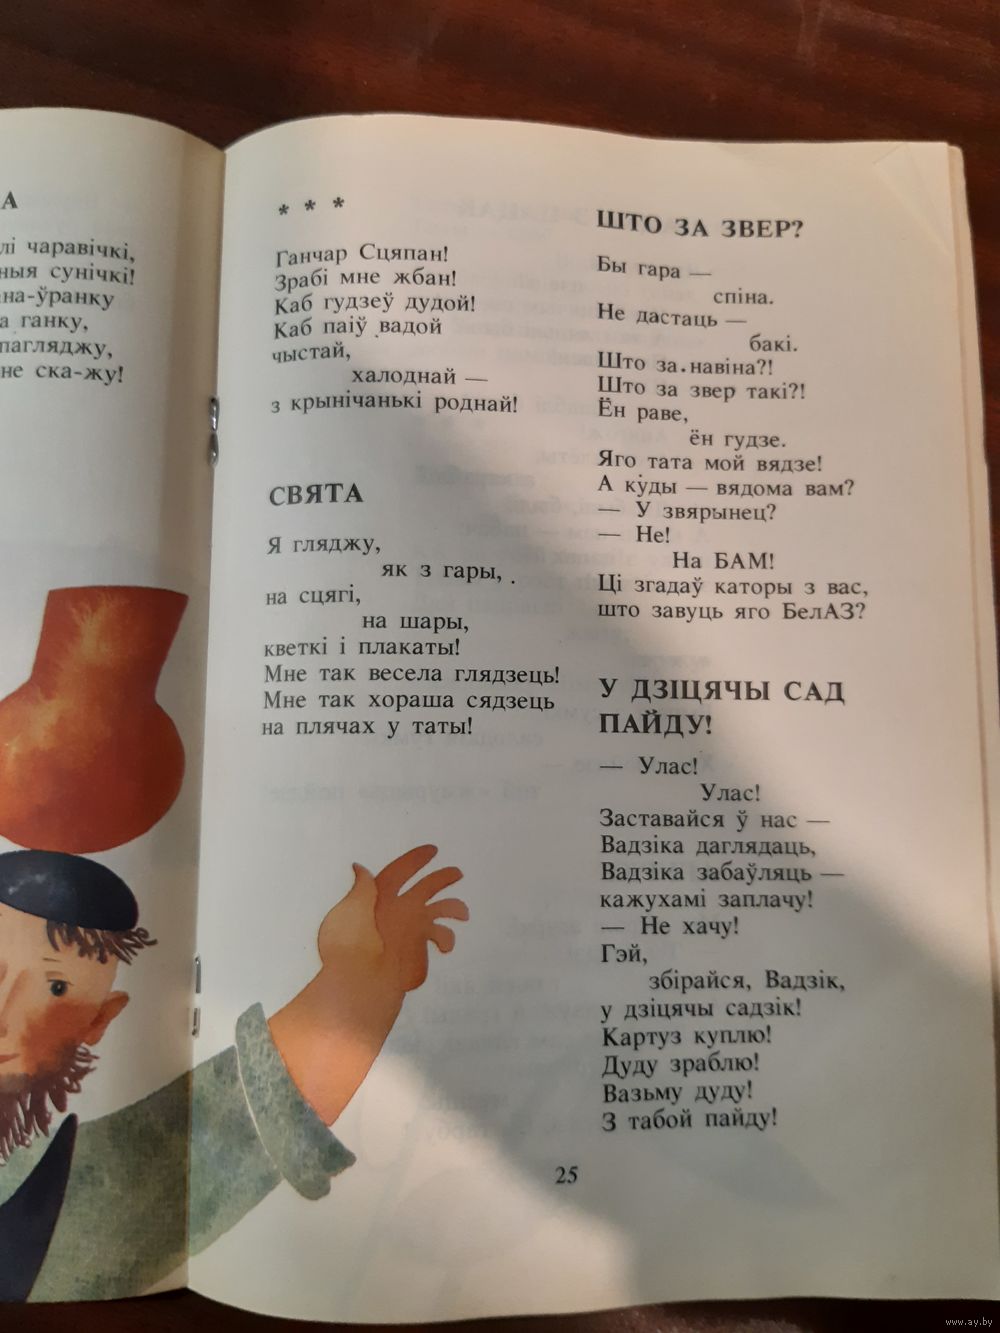 А
лі чаравічкі,
ныя сунічкі!
на-ўранку
а ганку,
пагляджу,
не ска-жу!
* * *
Ганчар Сцяпан!
Зрабі мне жбан!
Каб гудзеў дудой!
Каб паіў вадой
чыстай,
халоднай —
з крынічанькі роднай!
СВЯТА
Я гляджу,
як з гары,
на сцягі,
на шары,
кветкі і плакаты!
Мне так весела глядзець!
Мне так хораша сядзець
на плячах у таты!
ШТО ЗА ЗВЕР?
Бы гара —
спіна.
Не дастаць —
бакі.
Што за навіна?!
Што за звер такі?!
Ён раве,
ён гудзе.
Яго тата мой вядзе!
А куды — вядома вам?
— У звярынец?
— Не!
На БАМ!
Ці згадаў каторы з вас,
што завуць яго БелАЗ?
У ДЗІЦЯЧЫ САД
ПАЙДУ!
— Улас!
Улас!
Заставайся ў нас —
Вадзіка даглядаць,
Вадзіка забаўляць —
кажухамі заплачу!
— Не хачу!
Гэй,
збірайся, Вадзік,
у дзіцячы садзік!
Картуз куплю!
Дуду зраблю!
Вазьму дуду!
З табой пайду!
25
www.ay.by